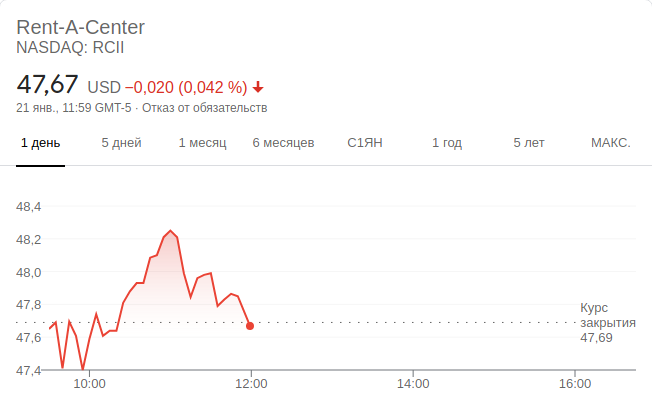 Rent-A-Center
NASDAQ: RCII
47,67 USD −0,020 (0,042 %)
21 янв., 11:59 GMT-5 · Отказ от обязательств
1 день 5 дней 1 месяц 6 месяцев С1ЯН 1 год 5 лет МАКС.
48,4
48,2
48,0
47,8
Курс
закрытия
47,69
47,6
47,4
10:00 12:00 14:00 16:00